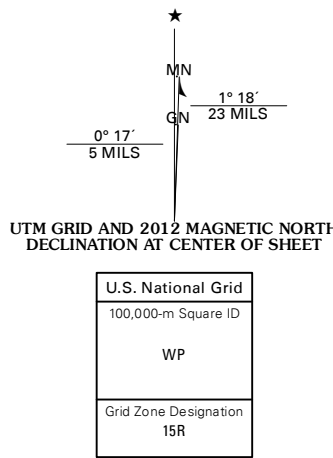 ★
MN
GN
1° 18´
23 MILS
0° 17´
5 MILS
UTM GRID AND 2012 MAGNETIC NORTH
DECLINATION AT CENTER OF SHEET
U.S. National Grid
100,000-m Square ID
WP
Grid Zone Designation
15R